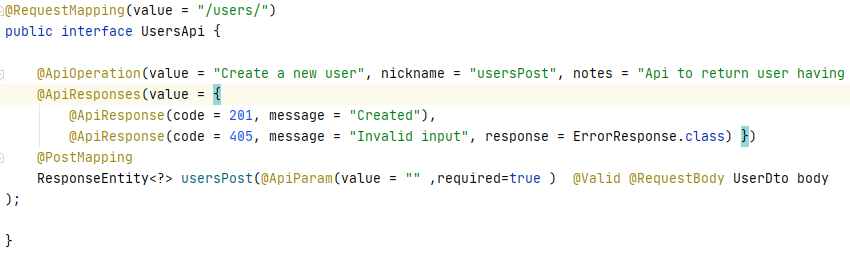 @RequestMapping(value = "/users/")
public interface UsersApi {
@ApiOperation(value = "Create a new user", nickname = "usersPost", notes = "Api to return user having
@ApiResponses(value = {
@ApiResponse(code = 201, message = "Created"),
@ApiResponse(code = 405, message = "Invalid input", response = ErrorResponse.class) })
@PostMapping
ResponseEntity<?> usersPost(@ApiParam(value = "" ,required=true )  @Valid @RequestBody UserDto body
);
}